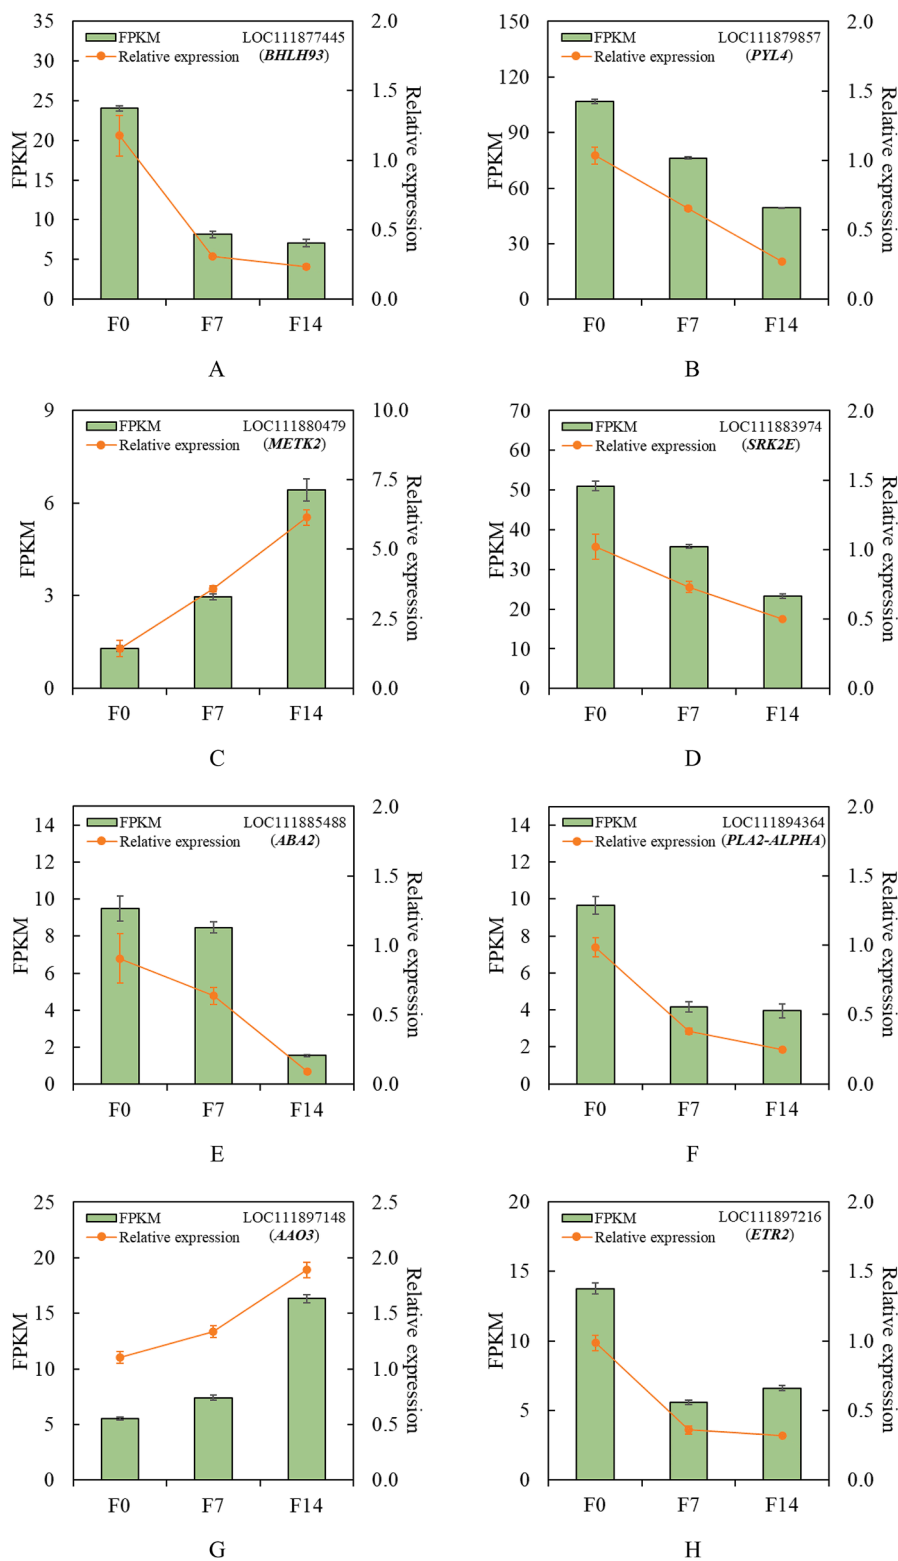 35
30
25
20
15
10
5
0
FPKM
FPKM
Relative expression
LOC111877445
(BHLH93)
2.0
1.5
1.0
0.5
0.0
Relative expression
F0 F7 F14
A
150
120
90
60
30
0
FPKM
FPKM
Relative expression
LOC111879857
(PYL4)
2.0
1.5
1.0
0.5
0.0
Relative expression
F0 F7 F14
B
9
6
3
0
FPKM
FPKM
Relative expression
LOC111880479
(METK2)
10.0
7.5
5.0
2.5
0.0
Relative expression
F0 F7 F14
C
70
60
50
40
30
20
10
0
FPKM
FPKM
Relative expression
LOC111883974
(SRK2E)
2.0
1.5
1.0
0.5
0.0
Relative expression
F0 F7 F14
D
14
12
10
8
6
4
2
0
FPKM
FPKM
Relative expression
LOC111885488
(ABA2)
2.0
1.5
1.0
0.5
0.0
Relative expression
F0 F7 F14
E
14
12
10
8
6
4
2
0
FPKM
FPKM
Relative expression
LOC111894364
(PLA2-ALPHA)
2.0
1.5
1.0
0.5
0.0
Relative expression
F0 F7 F14
F
25
20
15
10
5
0
FPKM
FPKM
Relative expression
LOC111897148
(AAO3)
2.5
2.0
1.5
1.0
0.5
0.0
Relative expression
F0 F7 F14
G
20
15
10
5
0
FPKM
FPKM
Relative expression
LOC111897216
(ETR2)
2.0
1.5
1.0
0.5
0.0
Relative expression
F0 F7 F14
H